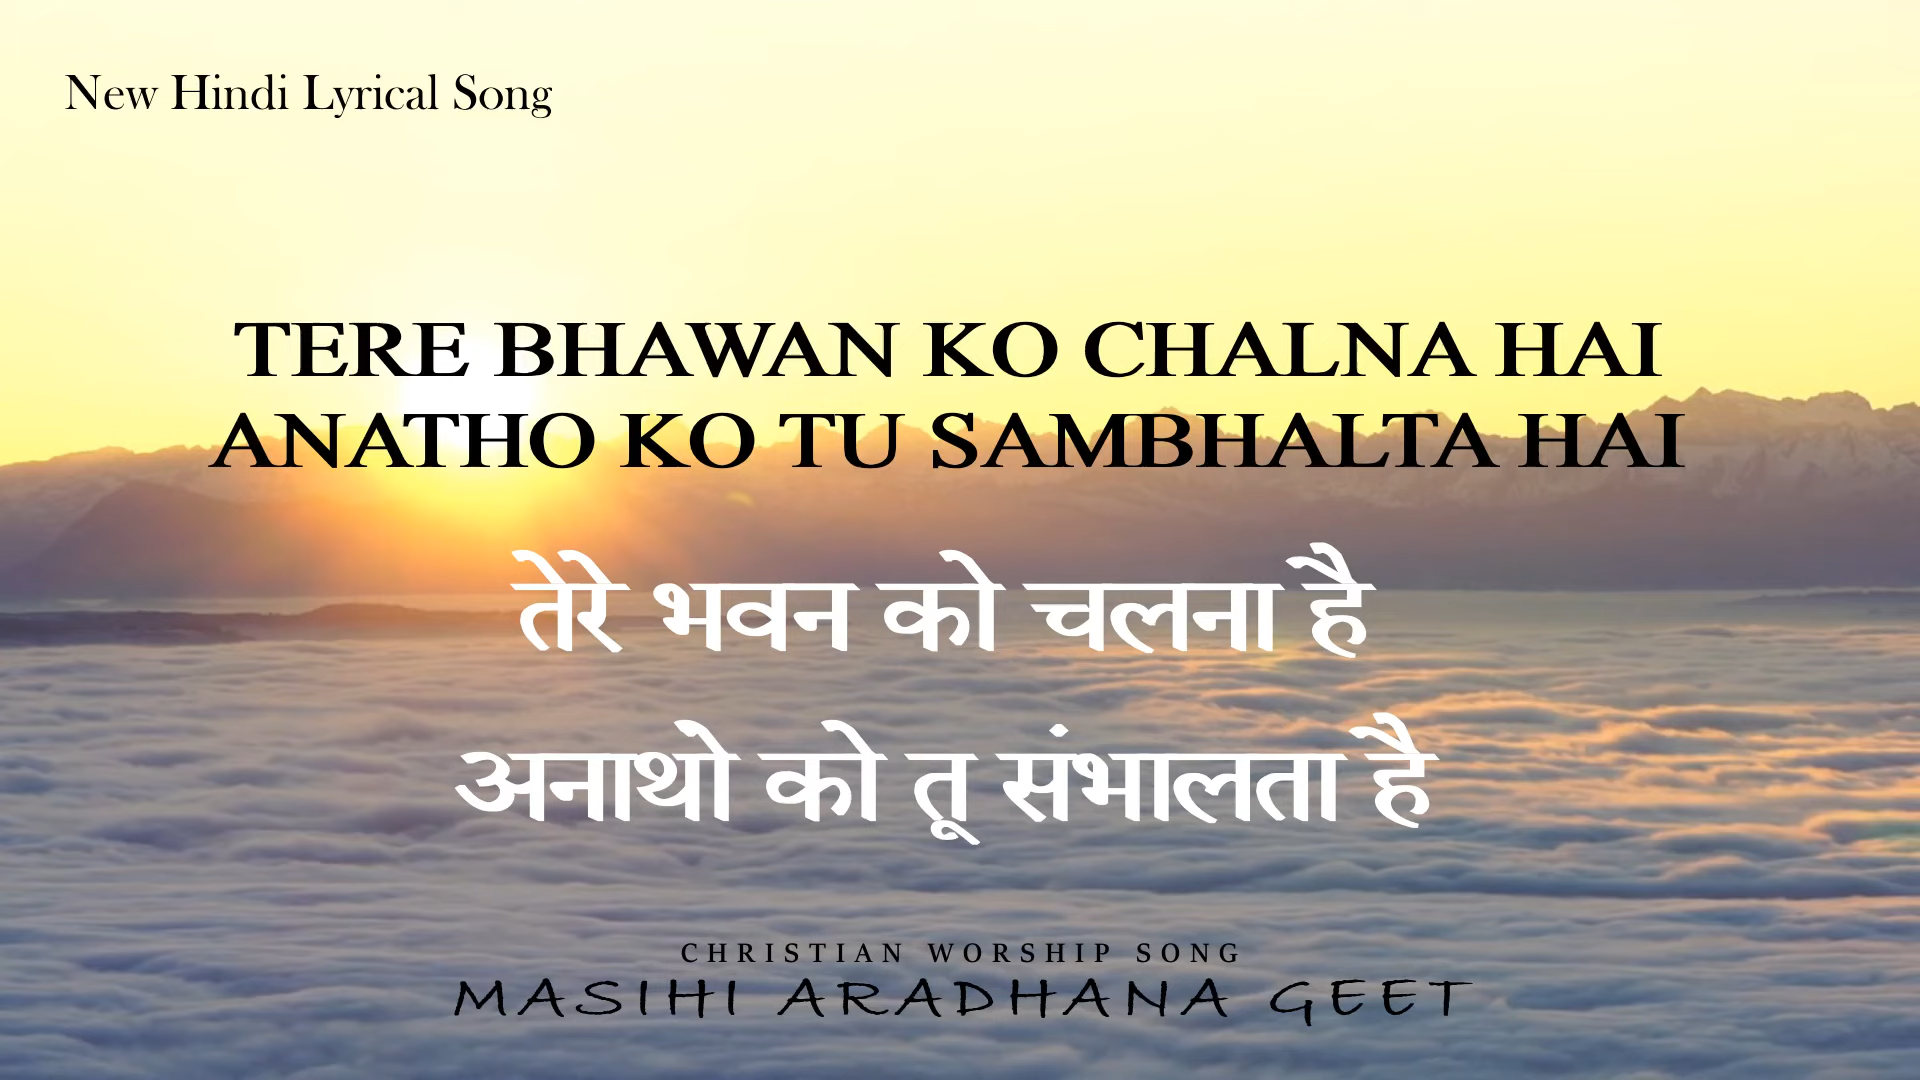 New Hindi Lyrical Song
TERE BHAWAN KO CHALNA HAI
ANATHO KO TU SAMBHALTA HAI
तेरे भवन को चलना है
अनाथो को तू संभालता है
CHRISTIAN WORSHIP SONG
MASIHI ARADHANA GEET